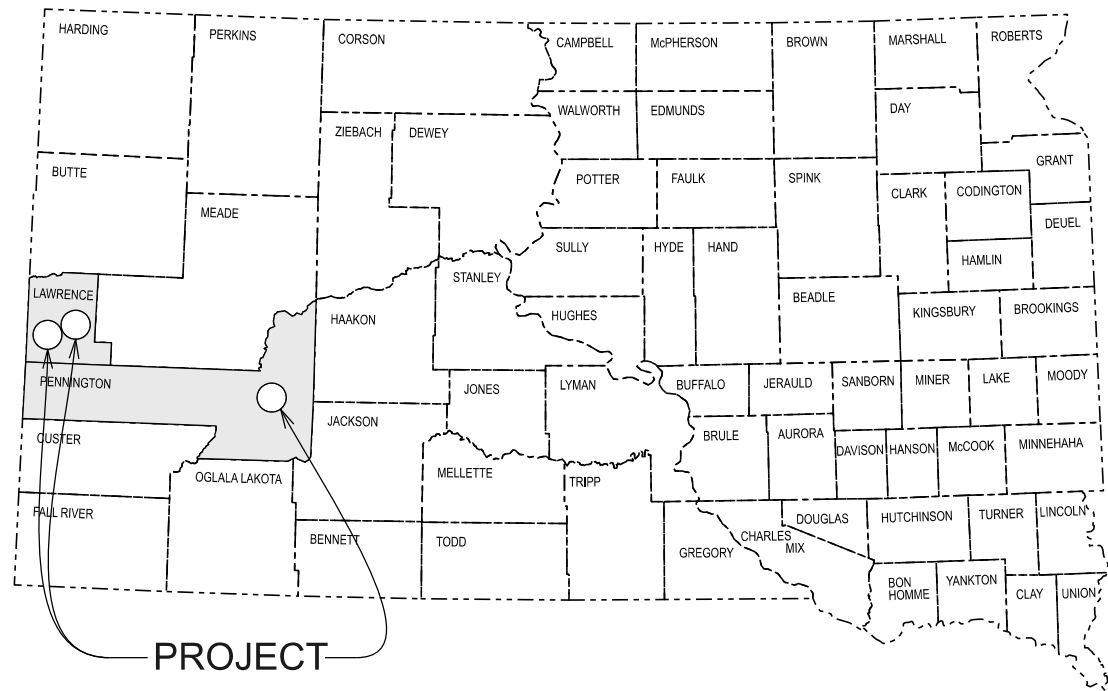 HARDING
PERKINS
CORSON
CAMPBELL
McPHERSON
BROWN
MARSHALL
ROBERTS
WALWORTH
EDMUNDS
DAY
ZIEBACH
DEWEY
GRANT
BUTTE
POTTER
FAULK
SPINK
CLARK
CODINGTON
MEADE
DEUEL
SULLY
HYDE
HAND
HAMLIN
STANLEY
LAWRENCE
BEADLE
KINGSBURY
BROOKINGS
HAAKON
HUGHES
PENNINGTON
JONES
LYMAN
BUFFALO
JERAULD
SANBORN
MINER
LAKE
MOODY
CUSTER
JACKSON
BRULE
AURORA
DAVISON
HANSON
McCOOK
MINNEHAHA
OGLALA LAKOTA
MELLETTE
TRIPP
FALL RIVER
BENNETT
TODD
GREGORY
CHARLES
MIX
DOUGLAS
HUTCHINSON
TURNER
LINCOLN
BON
HOMME
YANKTON
CLAY
UNION
PROJECT